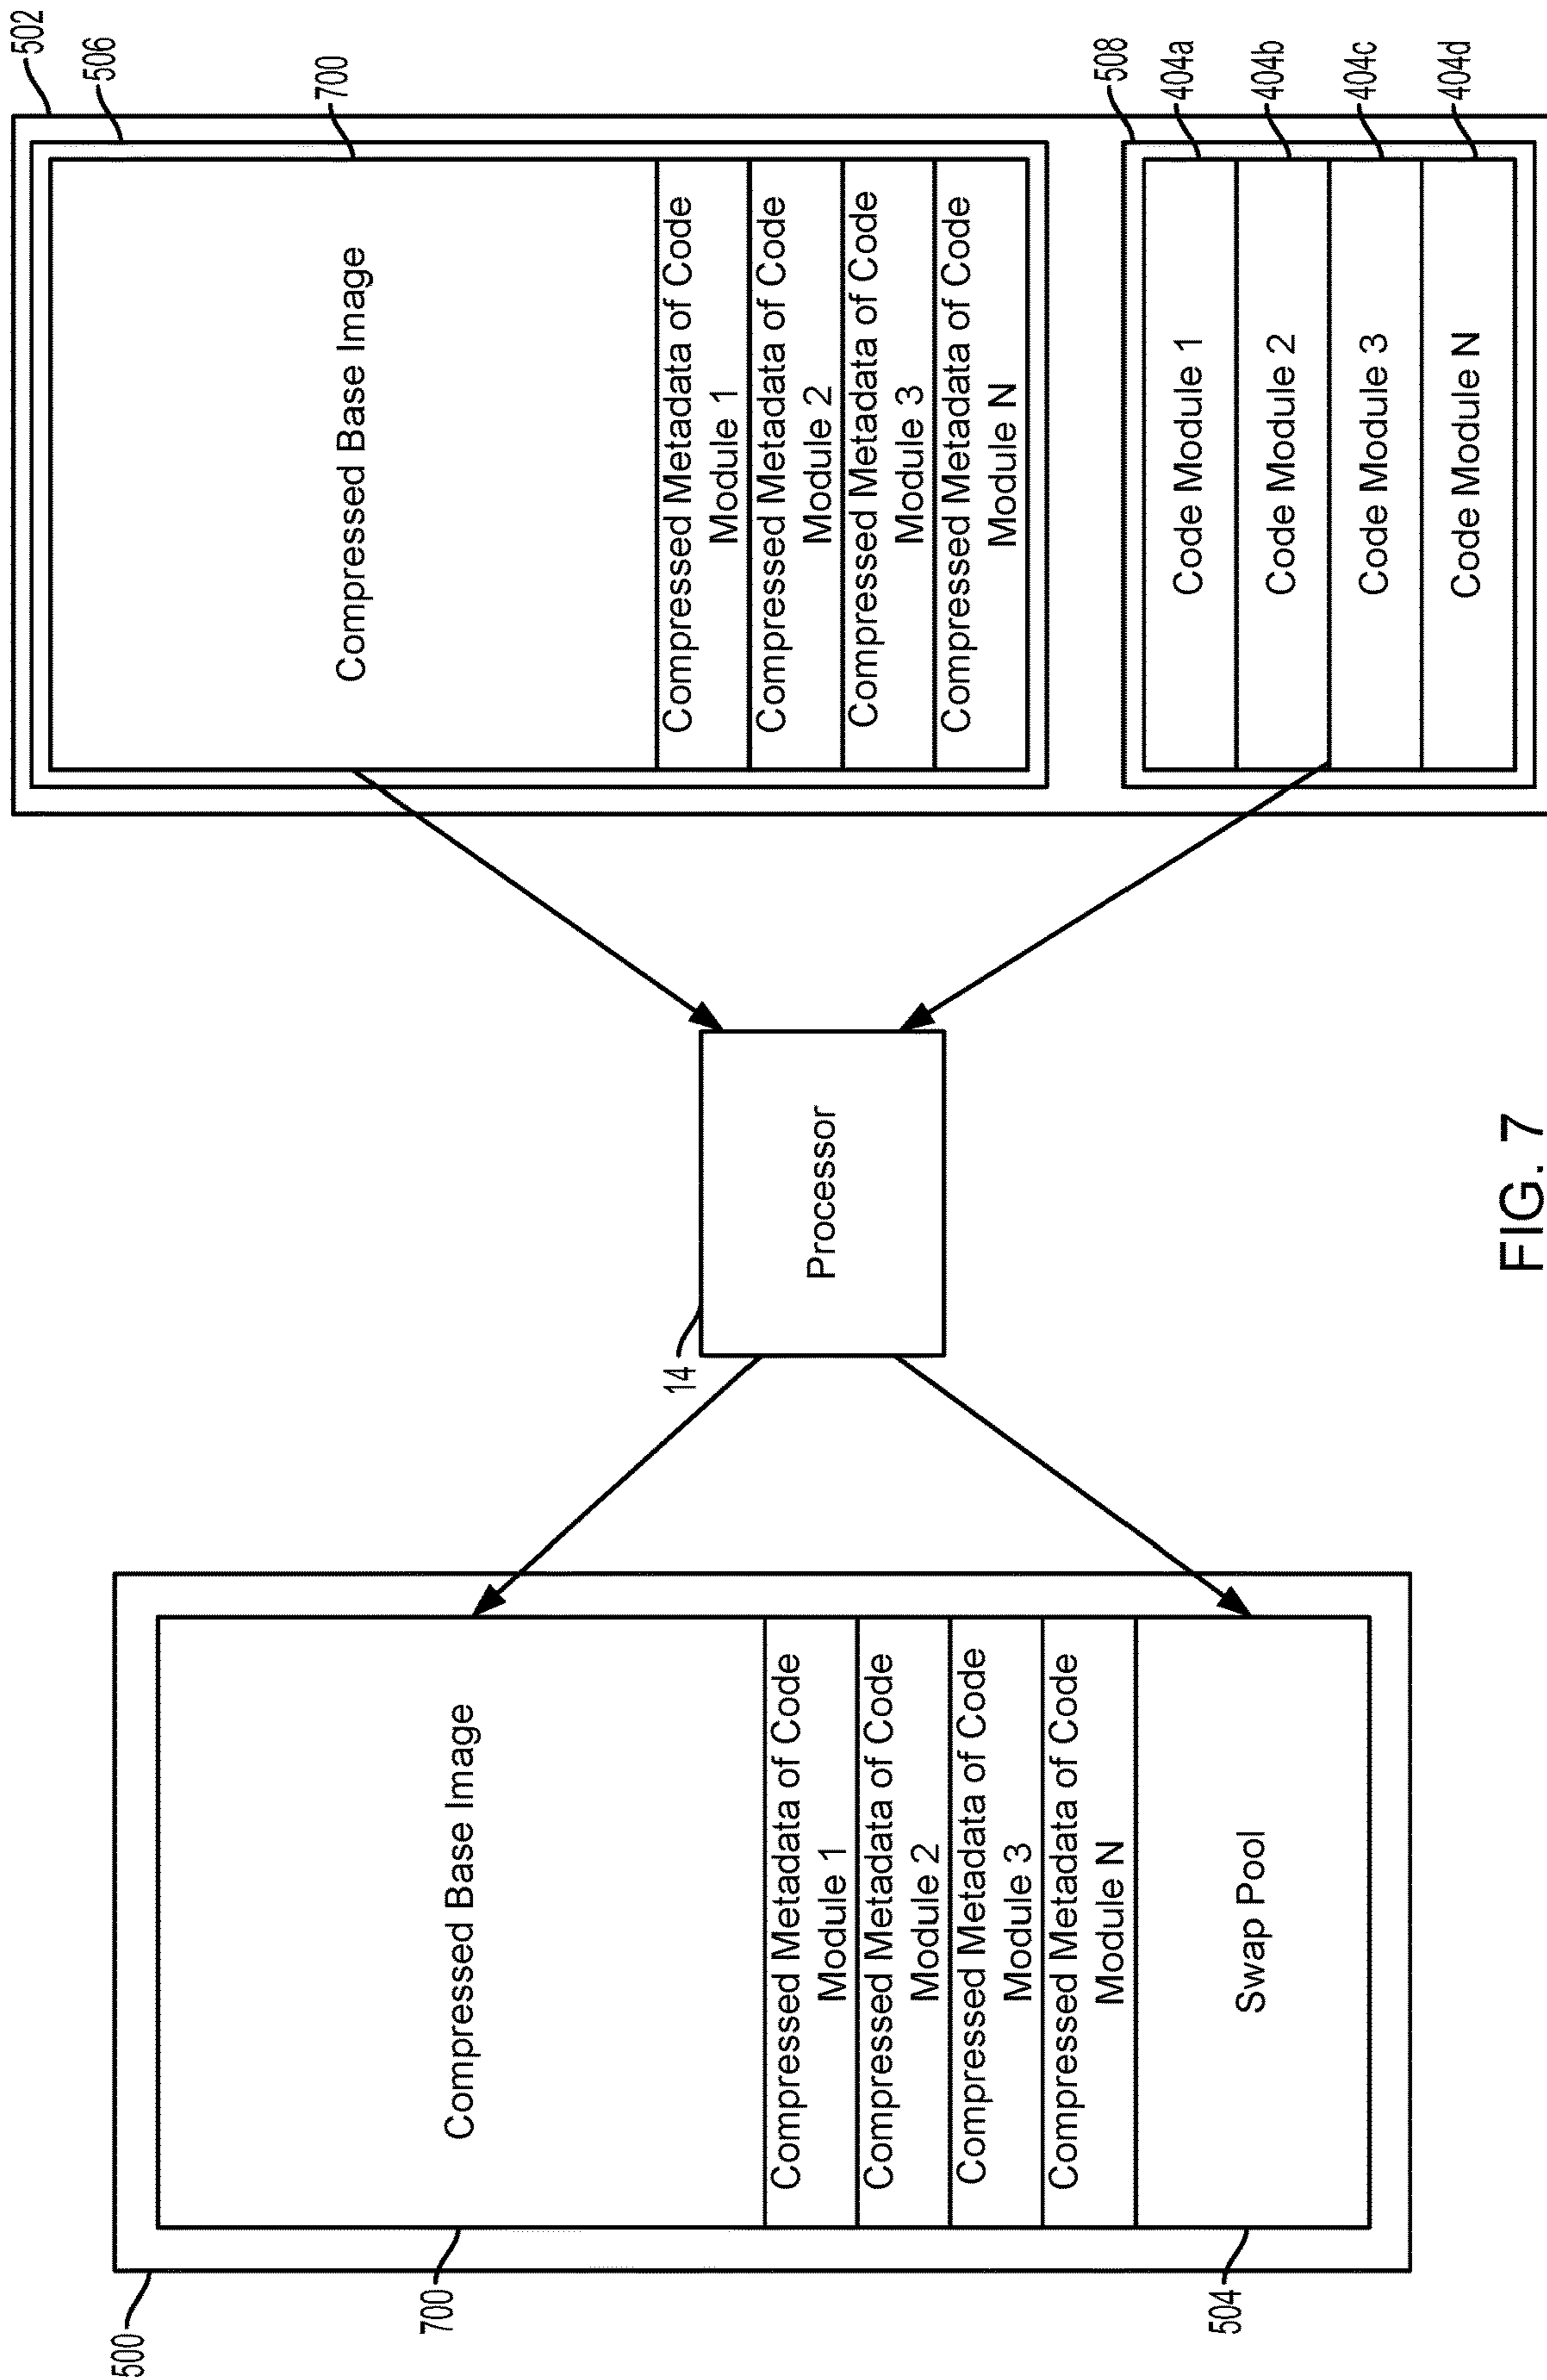 500
700
Compressed Base Image
Compressed Metadata of Code
Module 1
Compressed Metadata of Code
Module 2
Compressed Metadata of Code
Module 3
Compressed Metadata of Code
Module N
Swap Pool
504
14
Processor
502
506
700
Compressed Base Image
Compressed Metadata of Code
Module 1
Compressed Metadata of Code
Module 2
Compressed Metadata of Code
Module 3
Compressed Metadata of Code
Module N
508
404a
Code Module 1
404b
Code Module 2
404c
Code Module 3
404d
Code Module N
FIG. 7